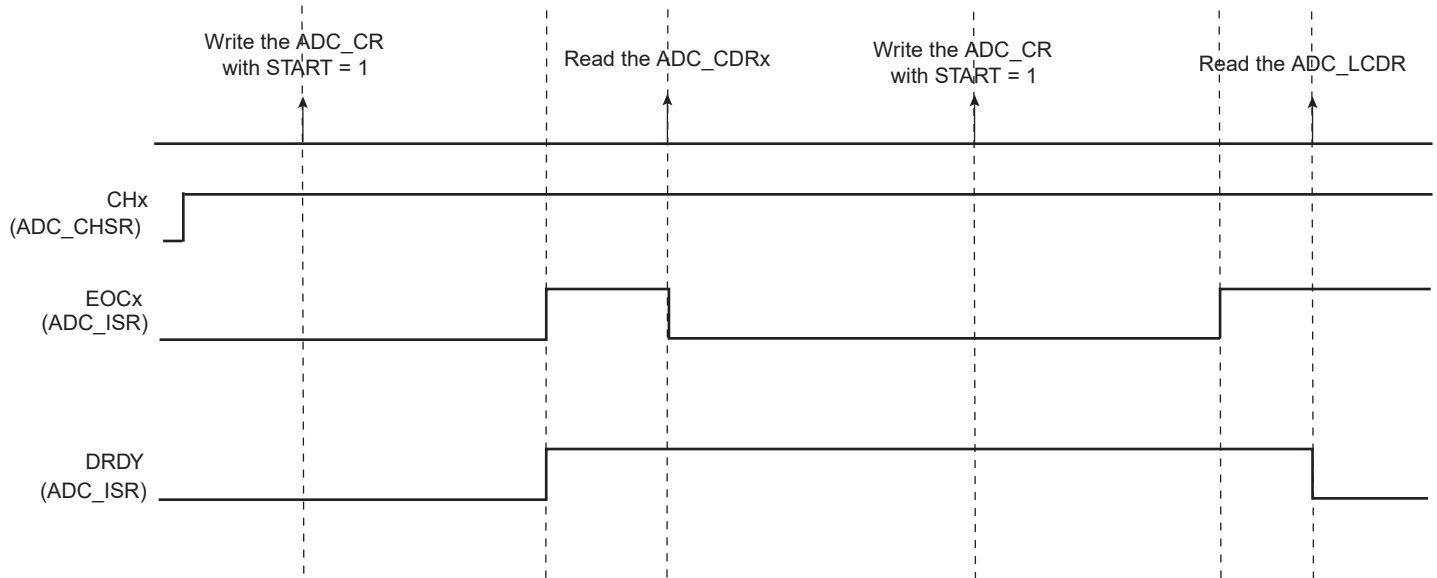 Write the ADC_CR
with START = 1
Read the ADC_CDRx
Write the ADC_CR
with START = 1
Read the ADC_LCDR
CHx
(ADC_CHSR)
EOCx
(ADC_ISR)
DRDY
(ADC_ISR)